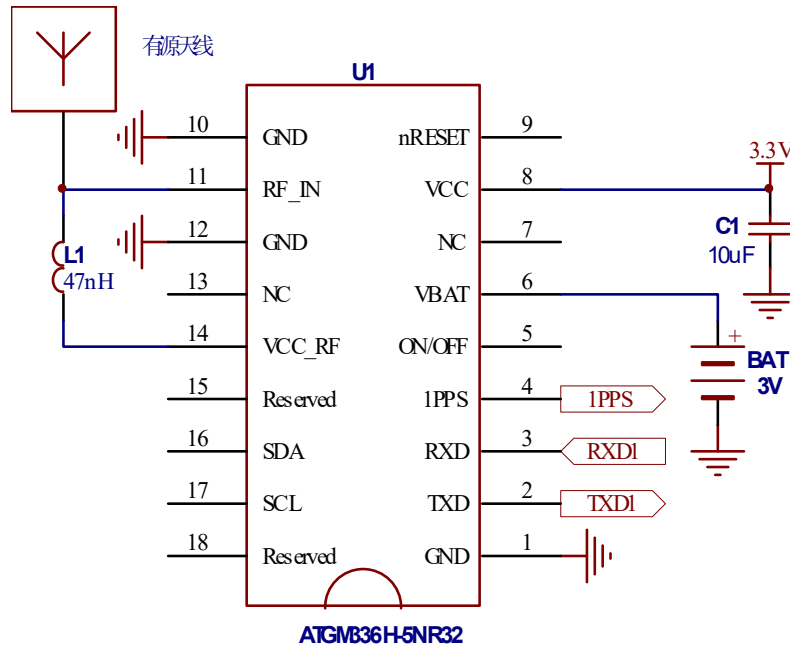 有源天线
U1
10 GND nRESET 9
3.3V
11 RF_IN VCC 8
C1
10uF
12 GND NC 7
L1
47nH
13 NC VBAT 6
14 VCC_RF ON/OFF 5
+
BAT
3V
15 Reserved 1PPS 4 1PPS
16 SDA RXD 3 RXD1
17 SCL TXD 2 TXD1
18 Reserved GND 1
ATGM336H-5NR32